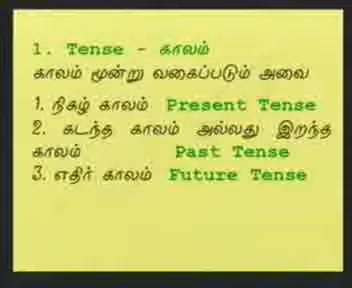 1. Tense - காலம்
காலம் மூன்று வகைப்படும் அவை
1. நிகழ் காலம் Present Tense
2. கடந்த காலம் அல்லது இறந்த
காலம் Past Tense
3. எதிர் காலம் Future Tense